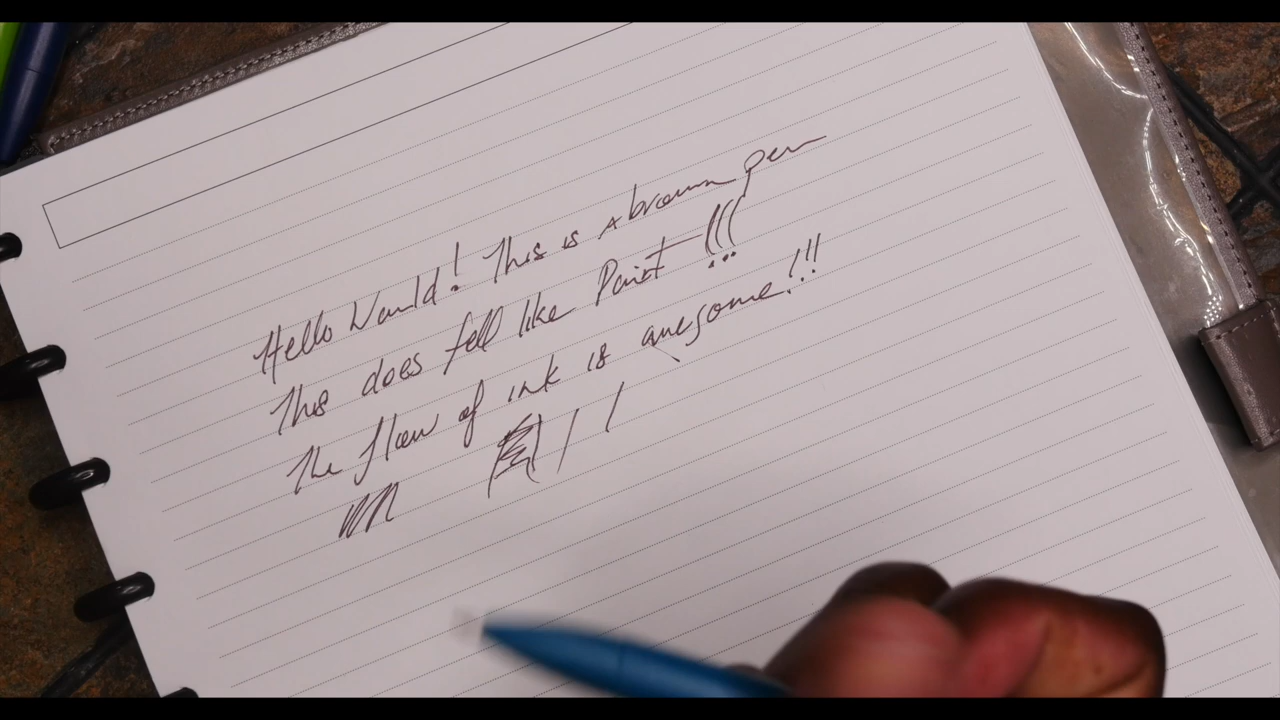 Hello World! This is a brown pen
This does fell like Paint !!!
The flow of ink is awesome!!!